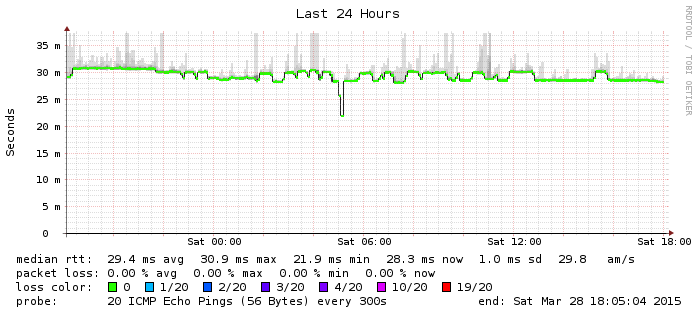 Last 24 Hours
RRDTOOL / TOBI OETIKER
Seconds
35 m
30 m
25 m
20 m
15 m
10 m
5 m
0
Sat 00:00 Sat 06:00 Sat 12:00 Sat 18:00
median rtt: 29.4 ms avg 30.9 ms max 21.9 ms min 28.3 ms now 1.0 ms sd 29.8 am/s
packet loss: 0.00 % avg 0.00 % max 0.00 % min 0.00 % now
loss color: 0 1/20 2/20 3/20 4/20 10/20 19/20
probe: 20 ICMP Echo Pings (56 Bytes) every 300s end: Sat Mar 28 18:05:04 2015